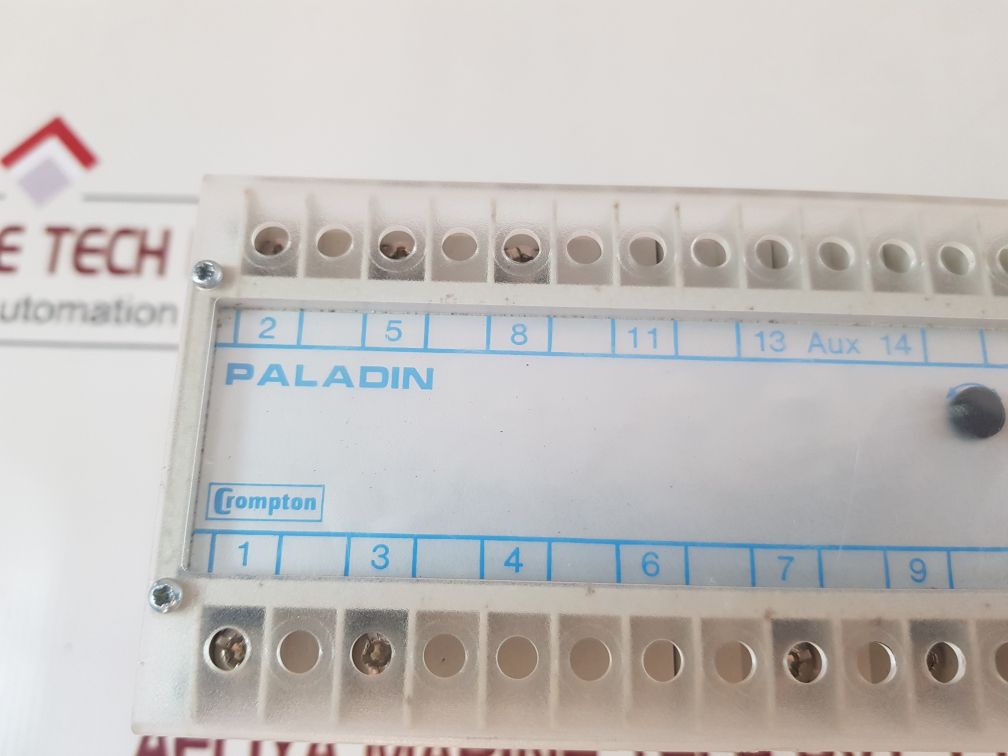 E TECH
utomation
2 5 8 11 13 Aux 14
PALADIN
Crompton
1 3 4 6 7 9